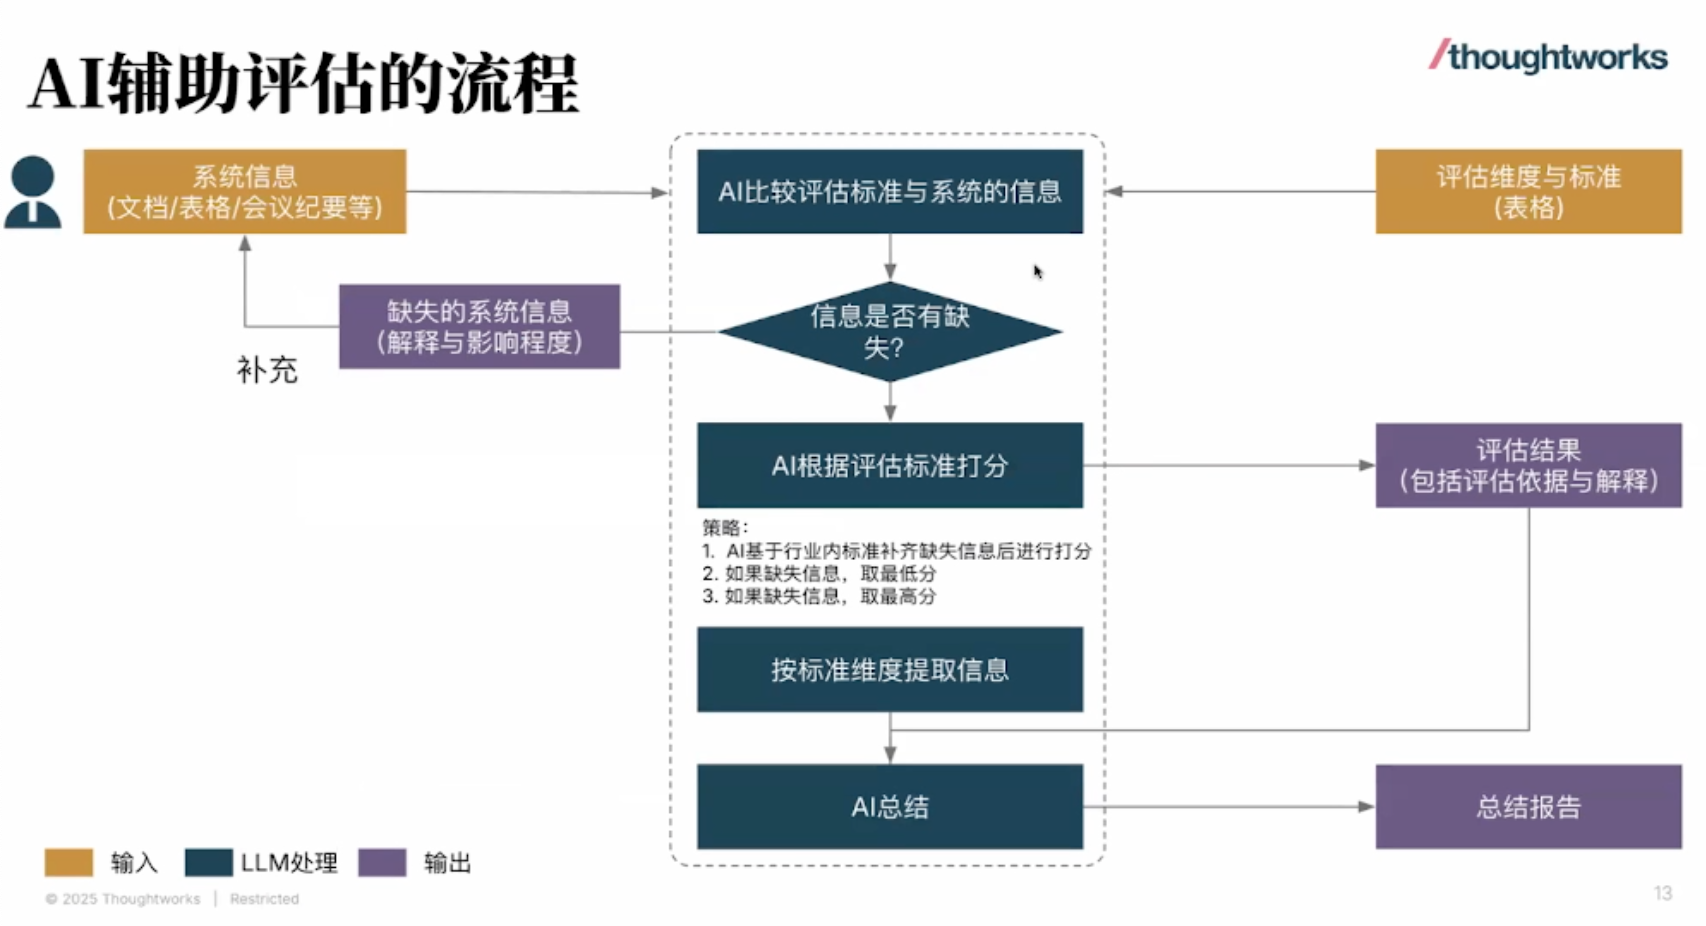 AI辅助评估的流程
/thoughtworks
系统信息
(文档/表格/会议纪要等)
AI比较评估标准与系统的信息
评估维度与标准
(表格)
缺失的系统信息
（解释与影响程度）
信息是否有缺
失?
补充
AI根据评估标准打分
评估结果
（包括评估依据与解释）
策略：
1. AI基于行业内标准补齐缺失信息后进行打分
2. 如果缺失信息，取最低分
3. 如果缺失信息，取最高分
按标准维度提取信息
AI总结
总结报告
输入
LLM处理
输出
© 2025 Thoughtworks | Restricted
13